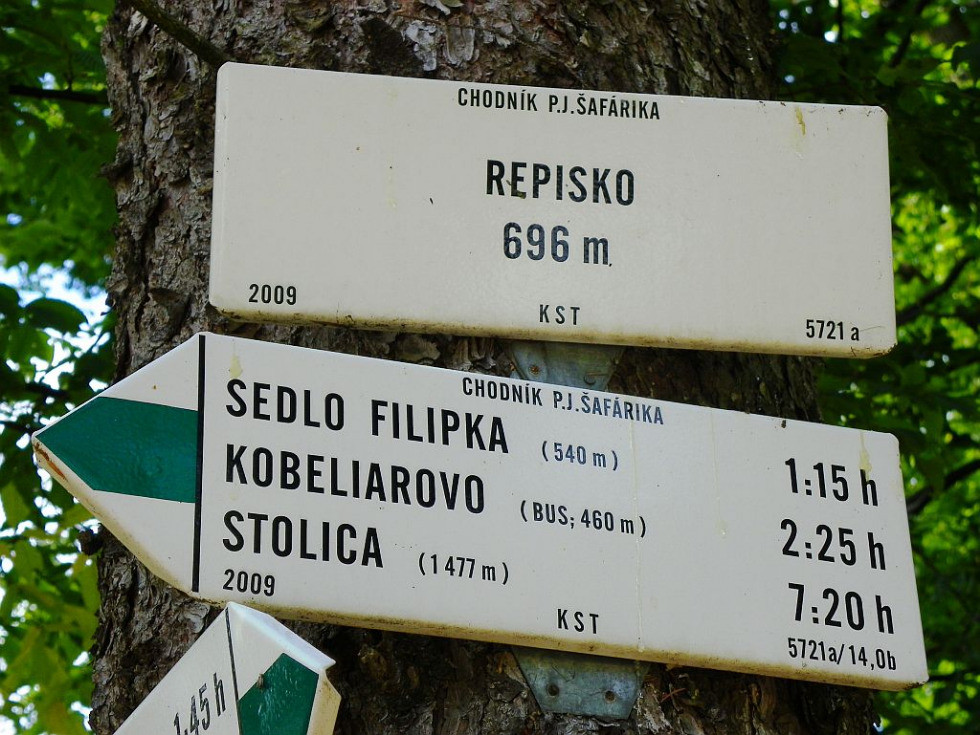 CHODNÍK P.J.ŠAFÁRIKA
REPISKO
696 m
2009 KST 5721 a
CHODNÍK P.J.ŠAFÁRIKA
SEDLO FILIPKA (540 m) 1:15 h
KOBELIAROVO (BUS; 460 m) 2:25 h
STOLICA (1 477 m) 7:20 h
2009 KST 5721a/14,0b
1.45 h